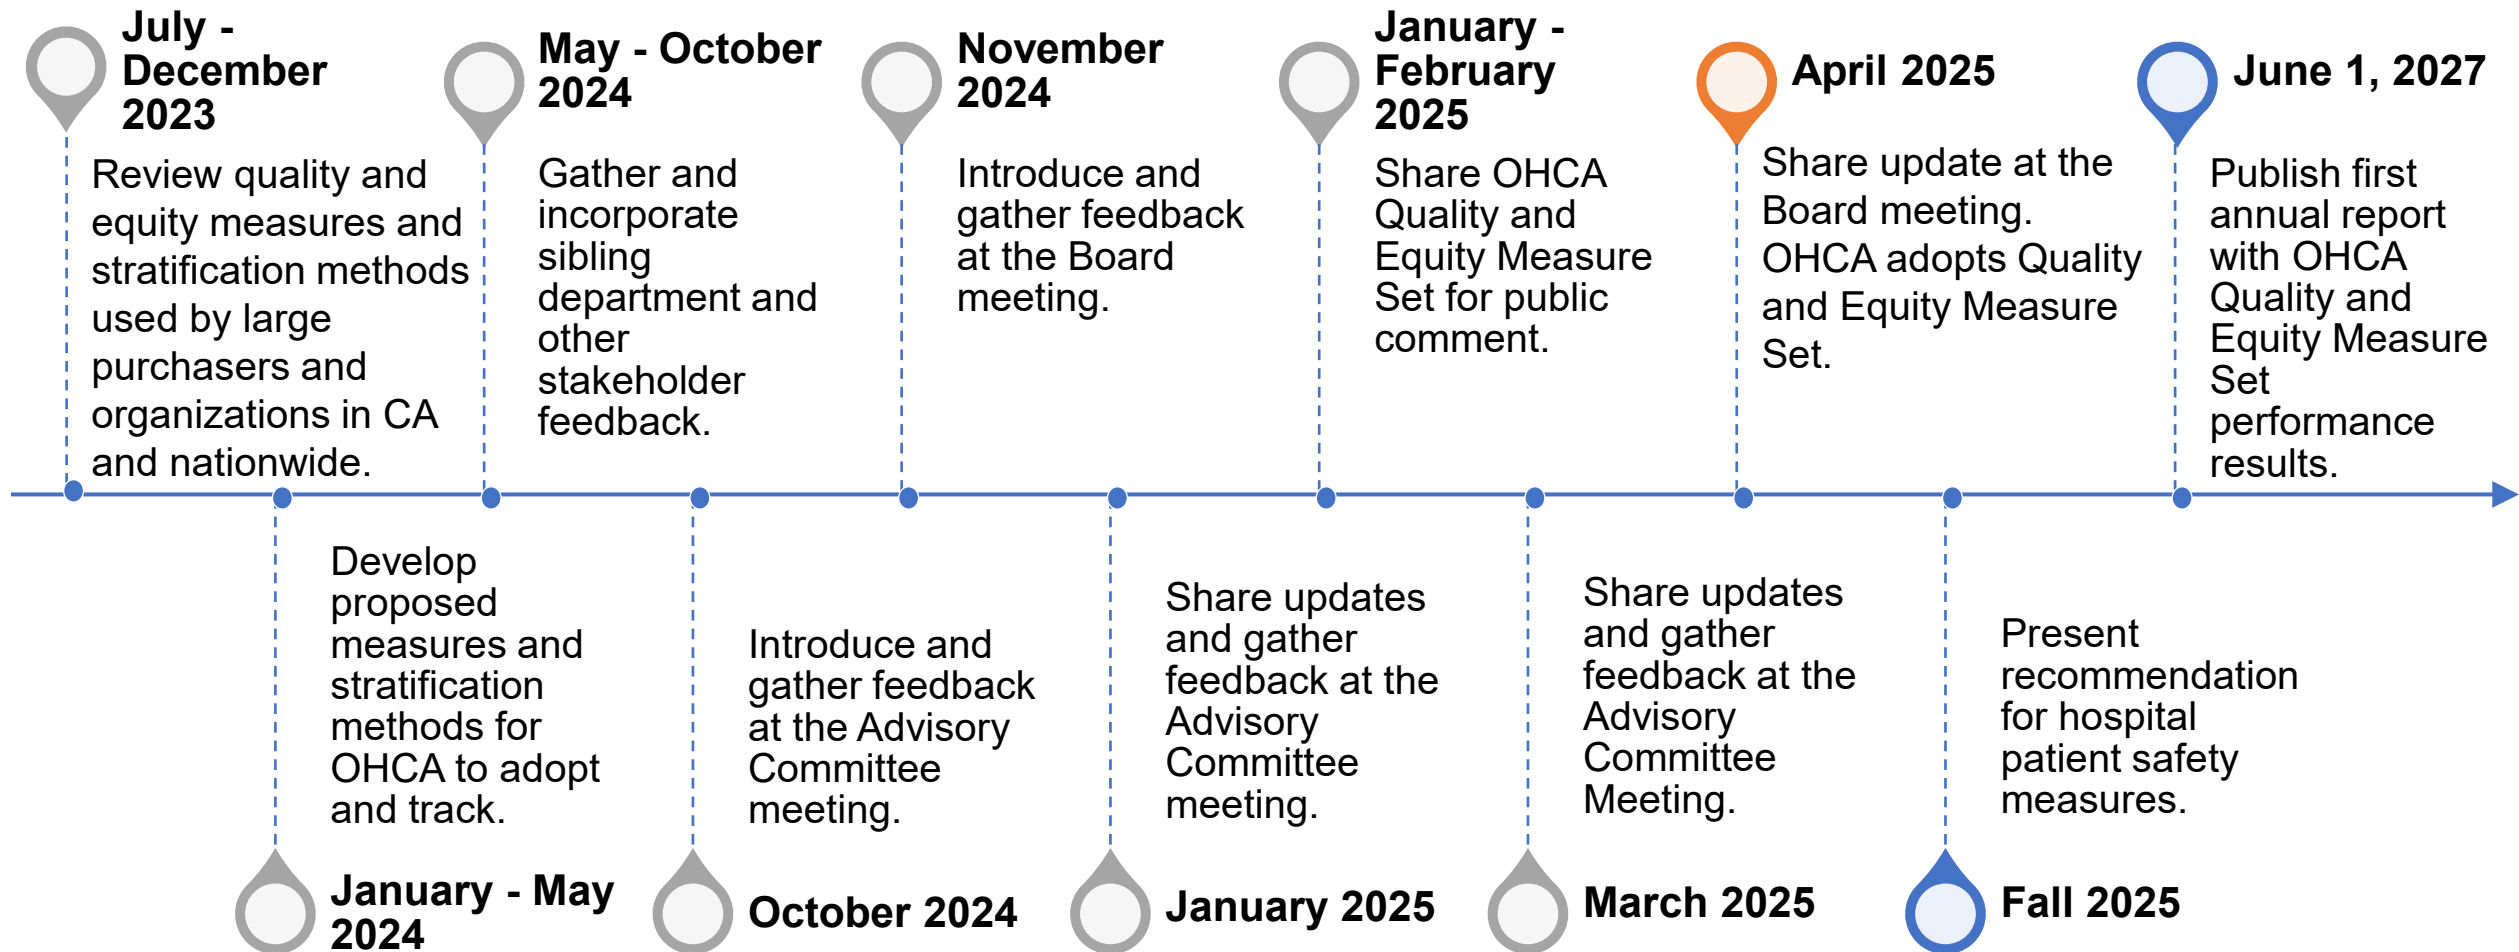 July -
December
2023
Review quality and
equity measures and
stratification methods
used by large
purchasers and
organizations in CA
and nationwide.
May - October
2024
Gather and
incorporate
sibling
department and
other
stakeholder
feedback.
November
2024
Introduce and
gather feedback
at the Board
meeting.
January -
February
2025
Share OHCA
Quality and
Equity Measure
Set for public
comment.
April 2025
Share update at the
Board meeting.
OHCA adopts Quality
and Equity Measure
Set.
June 1, 2027
Publish first
annual report
with OHCA
Quality and
Equity Measure
Set
performance
results.
Develop
proposed
measures and
stratification
methods for
OHCA to adopt
and track.
January - May
2024
Introduce and
gather feedback
at the Advisory
Committee
meeting.
October 2024
Share updates
and gather
feedback at the
Advisory
Committee
meeting.
January 2025
Share updates
and gather
feedback at the
Advisory
Committee
Meeting.
March 2025
Present
recommendation
for hospital
patient safety
measures.
Fall 2025